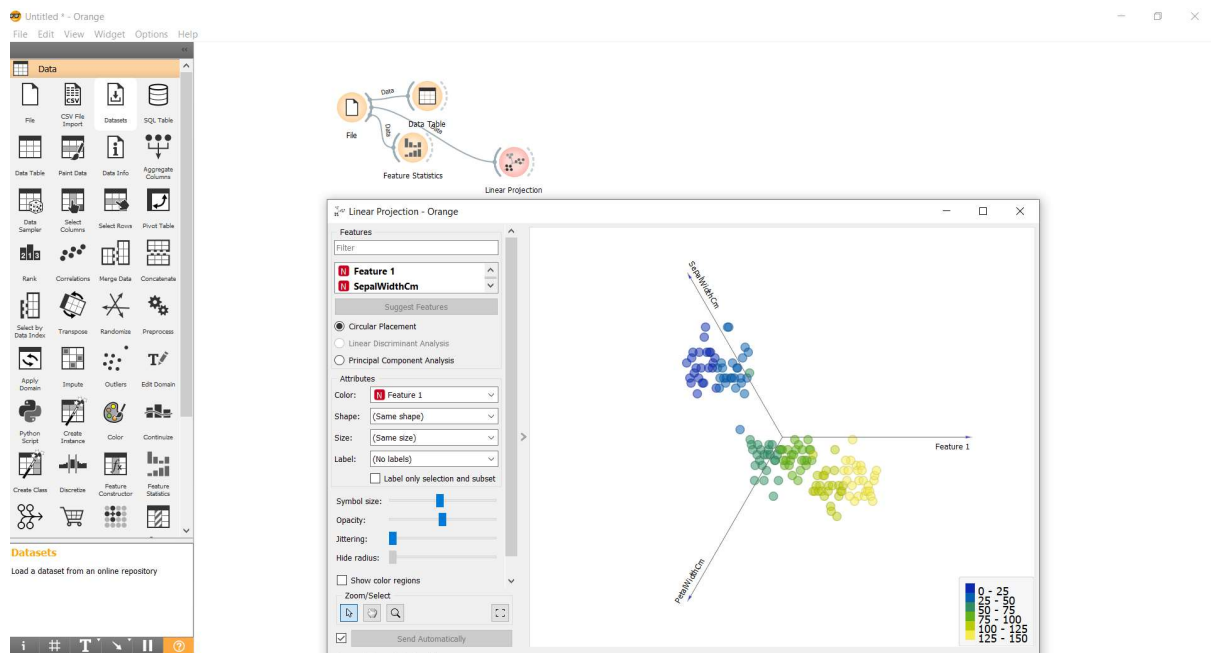 Untitled * - Orange
File Edit View Widget Options Help
Data
File
CSV File Import
Datasets
SQL Table
Data Table
Paint Data
Data Info
Aggregate Columns
Data Sampler
Select Columns
Select Rows
Pivot Table
Rank
Correlations
Merge Data
Concatenate
Select by Data Index
Transpose
Randomize
Preprocess
Apply Domain
Impute
Outliers
Edit Domain
Python Script
Create Instance
Color
Continuize
Create Class
Discretize
Feature Constructor
Feature Statistics
Datasets
Load a dataset from an online repository
File
Data
Data Table
Data
Data
Feature Statistics
Linear Projection
Linear Projection - Orange
Features
Filter
N Feature 1
N SepalWidthCm
Suggest Features
Circular Placement
Linear Discriminant Analysis
Principal Component Analysis
Attributes
Color: N Feature 1
Shape: (Same shape)
Size: (Same size)
Label: (No labels)
Label only selection and subset
Symbol size:
Opacity:
Jittering:
Hide radius:
Show color regions
Zoom/Select
Send Automatically
SepalWidthCm
Feature 1
PetalWidthCm
0 - 25
25 - 50
50 - 75
75 - 100
100 - 125
125 - 150